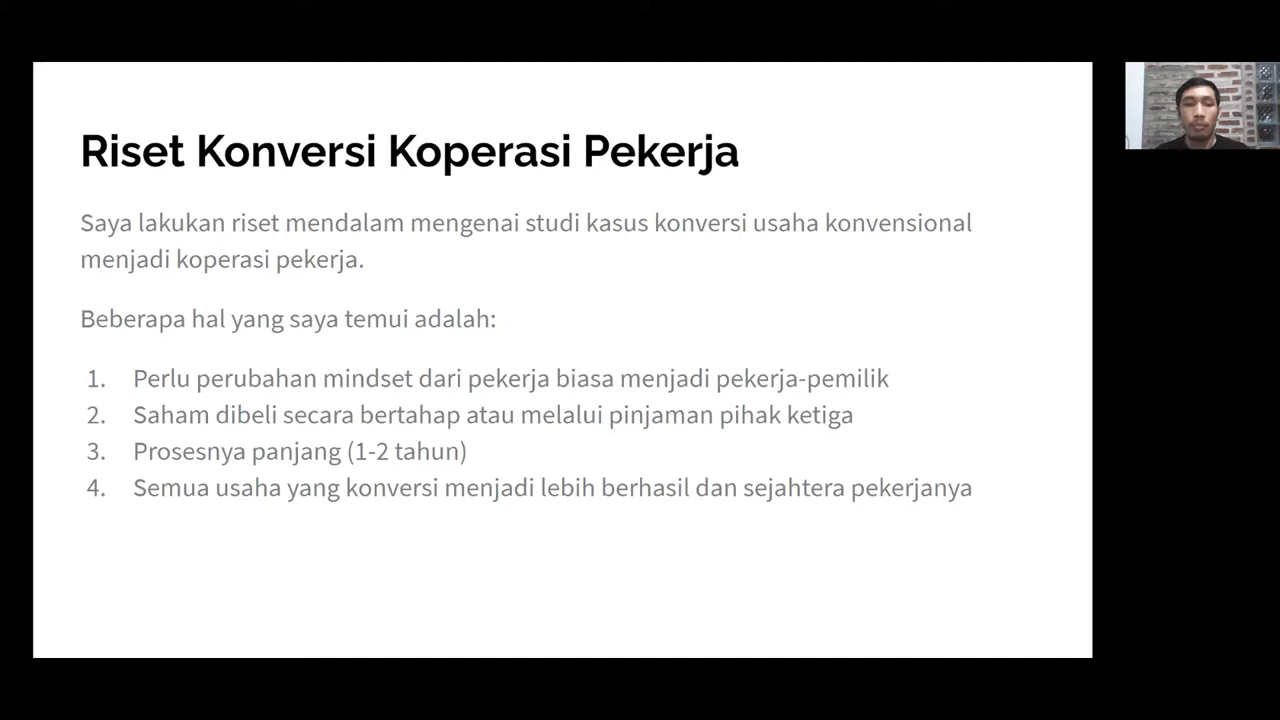 Riset Konversi Koperasi Pekerja
Saya lakukan riset mendalam mengenai studi kasus konversi usaha konvensional
menjadi koperasi pekerja.
Beberapa hal yang saya temui adalah:
1. Perlu perubahan mindset dari pekerja biasa menjadi pekerja-pemilik
2. Saham dibeli secara bertahap atau melalui pinjaman pihak ketiga
3. Prosesnya panjang (1-2 tahun)
4. Semua usaha yang konversi menjadi lebih berhasil dan sejahtera pekerjanya